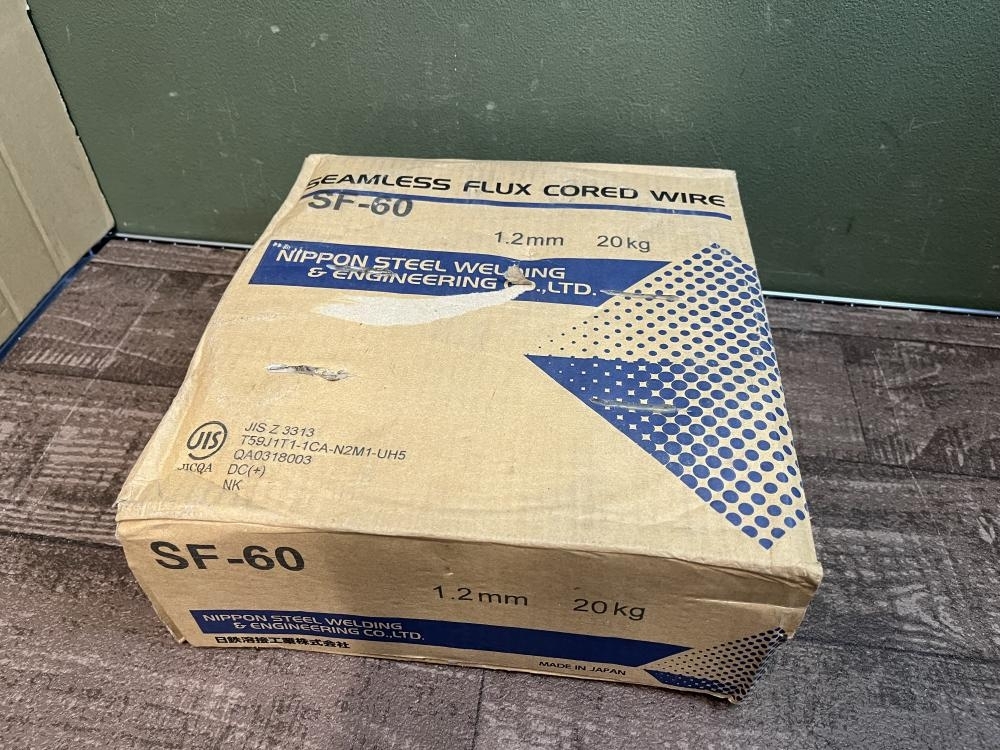 SEAMLESS FLUX CORED WIRE
SF-60
1.2mm 20kg
NIPPON STEEL WELDING
& ENGINEERING CO.,LTD.
JIS
JICQA
JIS Z 3313
T59J1T1-1CA-N2M1-UH5
QA0318003
DC(+)
NK
SF-60
1.2mm 20kg
NIPPON STEEL WELDING
& ENGINEERING CO.,LTD.
日鉄溶接工業株式会社
MADE IN JAPAN